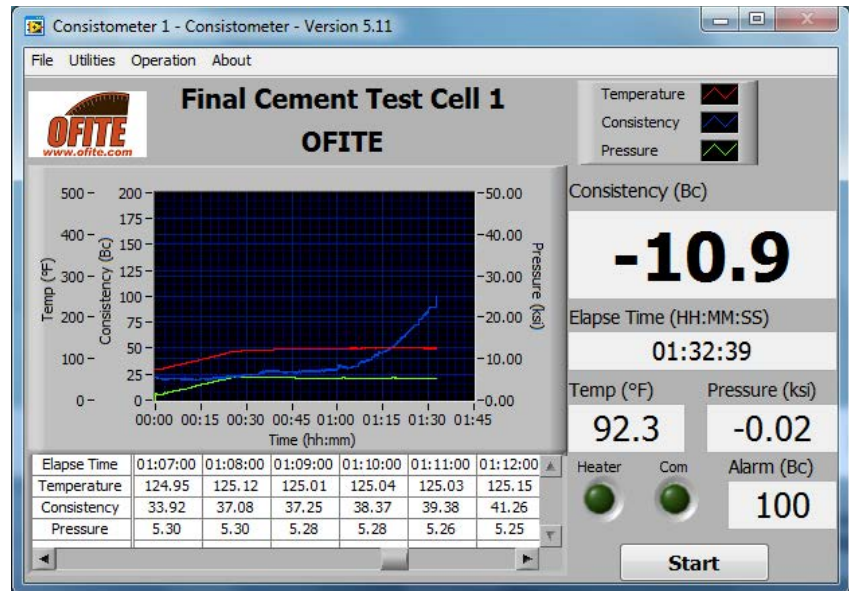 Consistometer 1 - Consistometer - Version 5.11
File Utilities Operation About
OFITE
www.ofite.com
Final Cement Test Cell 1
OFITE
Temperature
Consistency
Pressure
500 400 300 200 100 0
Temp (°F)
200 175 150 125 100 75 50 25 0
Consistency (Bc)
50.00 40.00 30.00 20.00 10.00 0.00
Pressure (ksi)
00:00 00:15 00:30 00:45 01:00 01:15 01:30 01:45
Time (hh:mm)
Consistency (Bc)
-10.9
Elapse Time (HH:MM:SS)
01:32:39
Temp (°F) Pressure (ksi)
92.3 -0.02
Heater Com Alarm (Bc)
100
Start
Elapse Time 01:07:00 01:08:00 01:09:00 01:10:00 01:11:00 01:12:00
Temperature 124.95 125.12 125.01 125.04 125.03 125.15
Consistency 33.92 37.08 37.25 38.37 39.38 41.26
Pressure 5.30 5.30 5.28 5.28 5.26 5.25